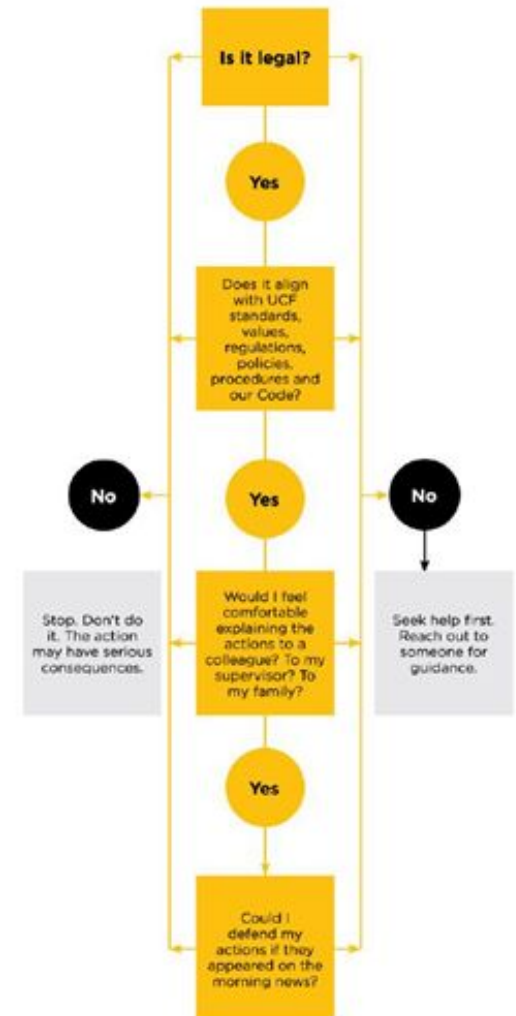 Is it legal?
Yes
Does it align
with UCF
standards,
values,
regulations,
policies,
procedures and
our Code?
No
Yes
No
Stop. Don't do
it. The action
may have serious
consequences.
Would I feel
comfortable
explaining the
actions to a
colleague? To my
supervisor? To
my family?
Seek help first.
Reach out to
someone for
guidance.
Yes
Could I
defend my
actions if they
appeared on the
morning news?